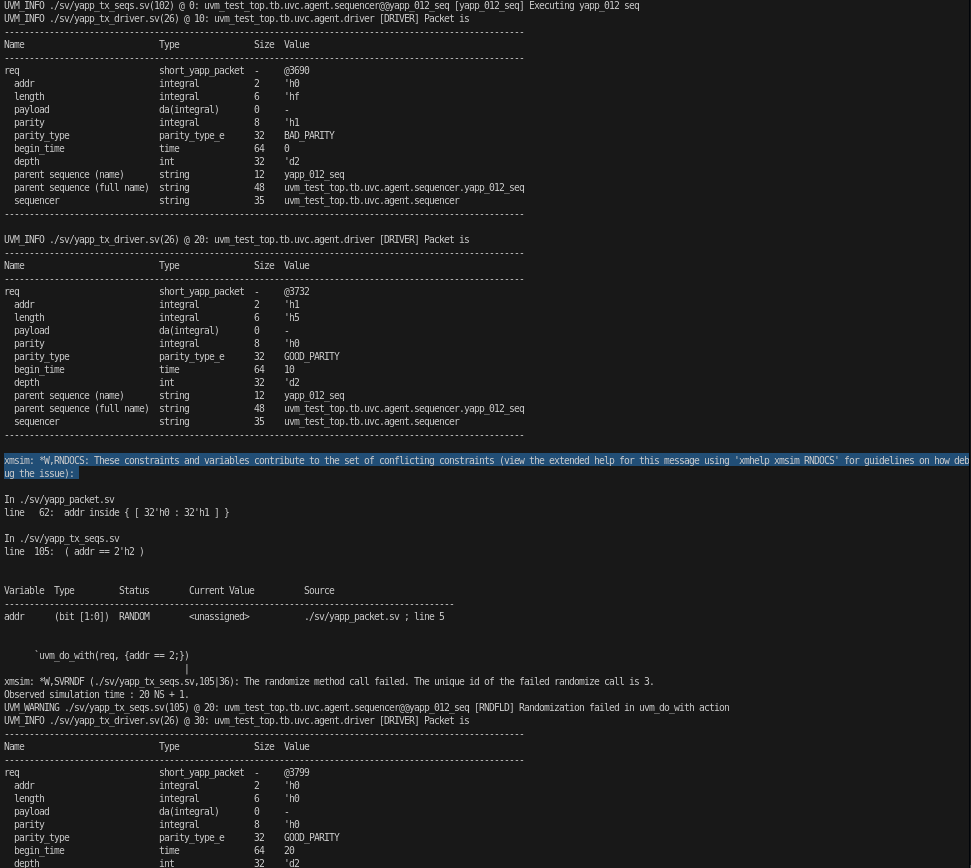 UVM_INFO ./sv/yapp_tx_seqs.sv(102) @ 0: uvm_test_top.tb.uvc.agent.sequencer@@yapp_012_seq [yapp_012_seq] Executing yapp_012 seq
UVM_INFO ./sv/yapp_tx_driver.sv(26) @ 10: uvm_test_top.tb.uvc.agent.driver [DRIVER] Packet is
--------------------------------------------------------------------------------------------------------
Name                           Type               Size  Value
--------------------------------------------------------------------------------------------------------
req                            short_yapp_packet  -     @3690
  addr                         integral           2     'h0
  length                       integral           6     'hf
  payload                      da(integral)       0     -
  parity                       integral           8     'h1
  parity_type                  parity_type_e      32    BAD_PARITY
  begin_time                   time               64    0
  depth                        int                32    'd2
  parent sequence (name)       string             12    yapp_012_seq
  parent sequence (full name)  string             48    uvm_test_top.tb.uvc.agent.sequencer.yapp_012_seq
  sequencer                    string             35    uvm_test_top.tb.uvc.agent.sequencer
--------------------------------------------------------------------------------------------------------
UVM_INFO ./sv/yapp_tx_driver.sv(26) @ 20: uvm_test_top.tb.uvc.agent.driver [DRIVER] Packet is
--------------------------------------------------------------------------------------------------------
Name                           Type               Size  Value
--------------------------------------------------------------------------------------------------------
req                            short_yapp_packet  -     @3732
  addr                         integral           2     'h1
  length                       integral           6     'h5
  payload                      da(integral)       0     -
  parity                       integral           8     'h0
  parity_type                  parity_type_e      32    GOOD_PARITY
  begin_time                   time               64    10
  depth                        int                32    'd2
  parent sequence (name)       string             12    yapp_012_seq
  parent sequence (full name)  string             48    uvm_test_top.tb.uvc.agent.sequencer.yapp_012_seq
  sequencer                    string             35    uvm_test_top.tb.uvc.agent.sequencer
--------------------------------------------------------------------------------------------------------
xmsim: *W,RNDOCS: These constraints and variables contribute to the set of conflicting constraints (view the extended help for this message using 'xmhelp xmsim RNDOCS' for guidelines on how deb
ug the issue):
In ./sv/yapp_packet.sv
line   62:  addr inside { [ 32'h0 : 32'h1 ] }
In ./sv/yapp_tx_seqs.sv
line  105:  ( addr == 2'h2 )
Variable  Type         Status        Current Value          Source
------------------------------------------------------------------------------------------
addr      (bit [1:0])  RANDOM        <unassigned>           ./sv/yapp_packet.sv ; line 5
      `uvm_do_with(req, {addr == 2;})
                                    |
xmsim: *W,SVRNDF (./sv/yapp_tx_seqs.sv,105|36): The randomize method call failed. The unique id of the failed randomize call is 3.
Observed simulation time : 20 NS + 1.
UVM_WARNING ./sv/yapp_tx_seqs.sv(105) @ 20: uvm_test_top.tb.uvc.agent.sequencer@@yapp_012_seq [RNDFLD] Randomization failed in uvm_do_with action
UVM_INFO ./sv/yapp_tx_driver.sv(26) @ 30: uvm_test_top.tb.uvc.agent.driver [DRIVER] Packet is
--------------------------------------------------------------------------------------------------------
Name                           Type               Size  Value
--------------------------------------------------------------------------------------------------------
req                            short_yapp_packet  -     @3799
  addr                         integral           2     'h0
  length                       integral           6     'h0
  payload                      da(integral)       0     -
  parity                       integral           8     'h0
  parity_type                  parity_type_e      32    GOOD_PARITY
  begin_time                   time               64    20
  depth                        int                32    'd2